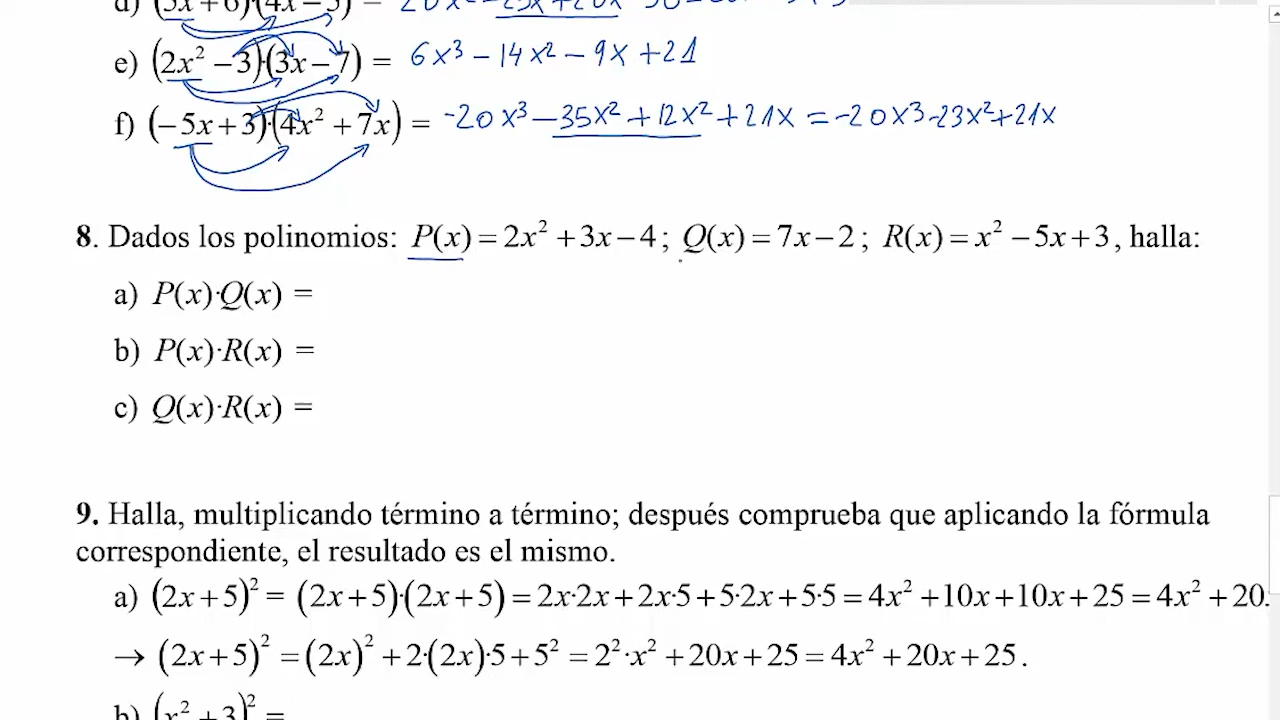 e) (2x² − 3)·(3x − 7) = 6x³ − 14x² − 9x + 21
f) (−5x + 3)·(4x² + 7x) = -20x³ − 35x² + 12x² + 21x = -20x³-23x²+21x
8. Dados los polinomios: P(x) = 2x² + 3x − 4 ; Q(x) = 7x − 2 ; R(x) = x² − 5x + 3 , halla:
a) P(x)·Q(x) =
b) P(x)·R(x) =
c) Q(x)·R(x) =
9. Halla, multiplicando término a término; después comprueba que aplicando la fórmula
correspondiente, el resultado es el mismo.
a) (2x + 5)² = (2x + 5)·(2x + 5) = 2x·2x + 2x·5 + 5·2x + 5·5 = 4x² + 10x + 10x + 25 = 4x² + 20
→ (2x + 5)² = (2x)² + 2·(2x)·5 + 5² = 2²·x² + 20x + 25 = 4x² + 20x + 25 .
b) (x² + 3)² =